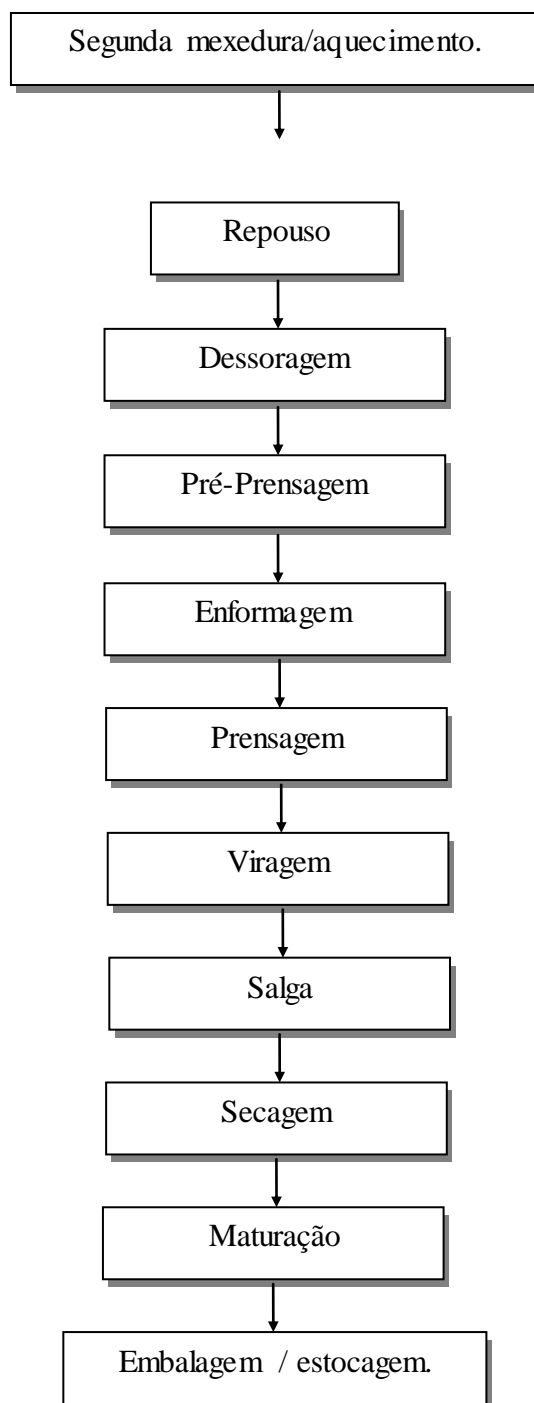 Segunda mexedura/aquecimento.
Repouso
Dessoragem
Pré-Prensagem
Enformagem
Prensagem
Viragem
Salga
Secagem
Maturação
Embalagem / estocagem.